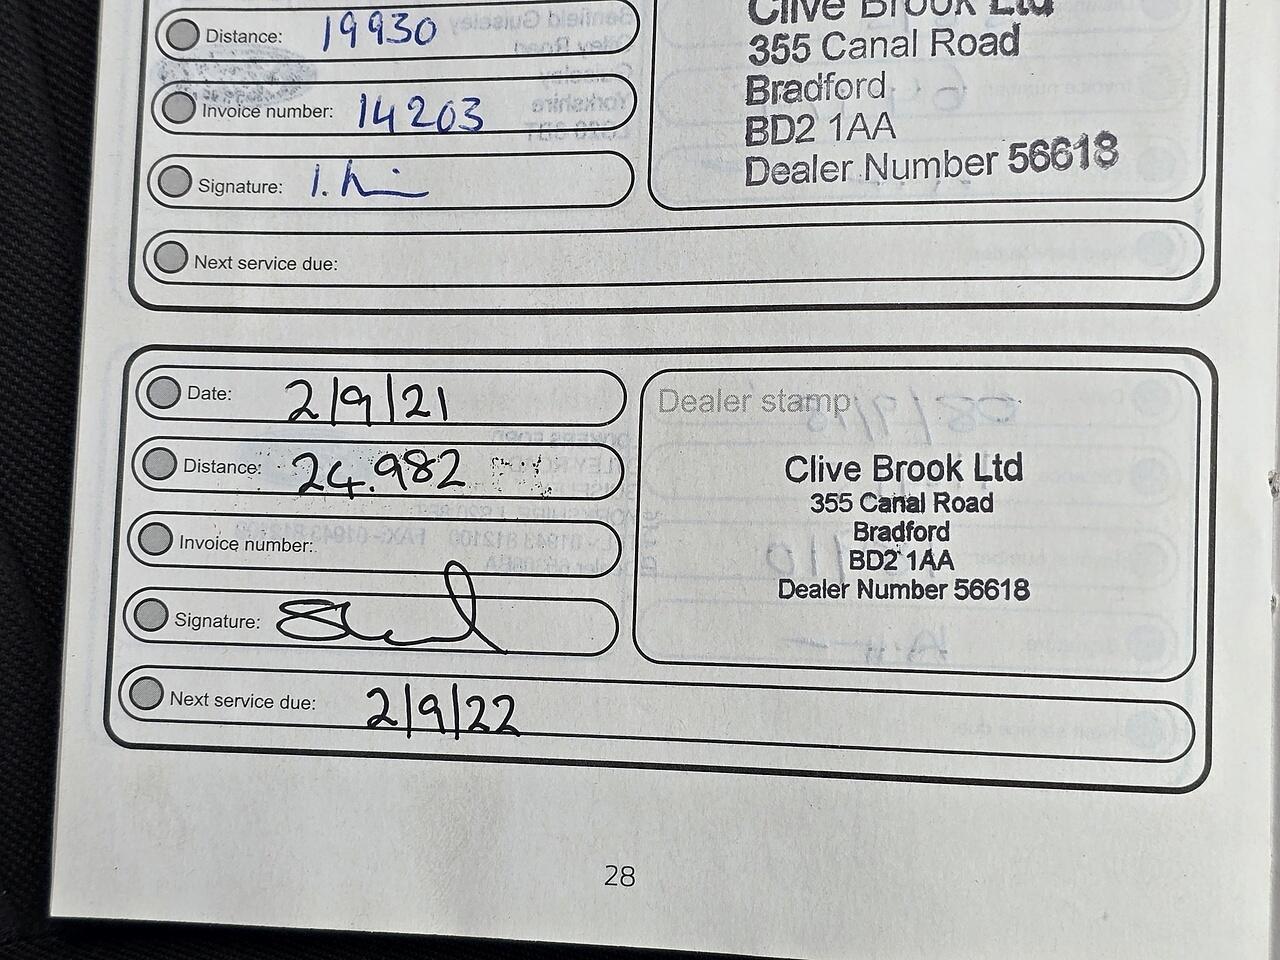 Distance: 19930
Invoice number: 14203
Signature:
Clive Brook Ltd
355 Canal Road
Bradford
BD2 1AA
Dealer Number 56618
Next service due:
Date: 2/9/21
Distance: 24.982
Invoice number:
Signature:
Next service due: 2/9/22
Dealer stamp
Clive Brook Ltd
355 Canal Road
Bradford
BD2 1AA
Dealer Number 56618
28